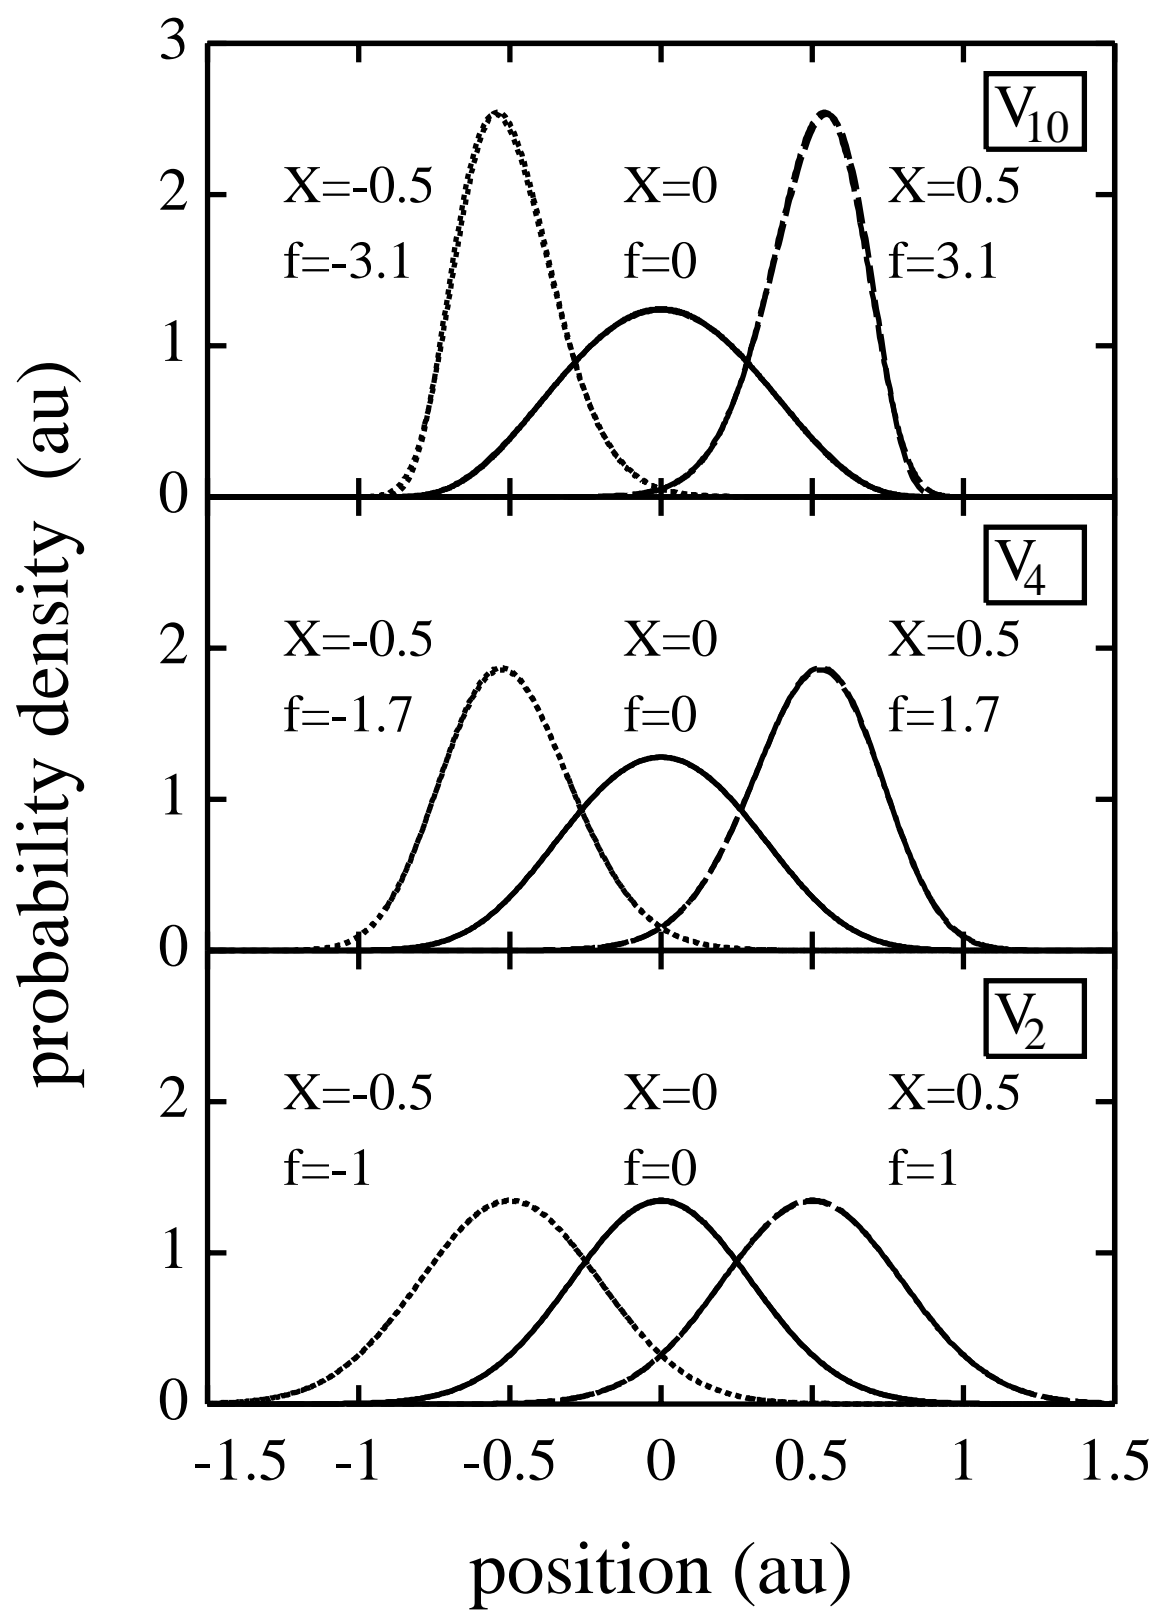 probability density (au)
3
V10
2
X=-0.5 X=0 X=0.5
f=-3.1 f=0 f=3.1
1
0
V4
2
X=-0.5 X=0 X=0.5
f=-1.7 f=0 f=1.7
1
0
V2
2
X=-0.5 X=0 X=0.5
f=-1 f=0 f=1
1
0
-1.5 -1 -0.5 0 0.5 1 1.5
position (au)